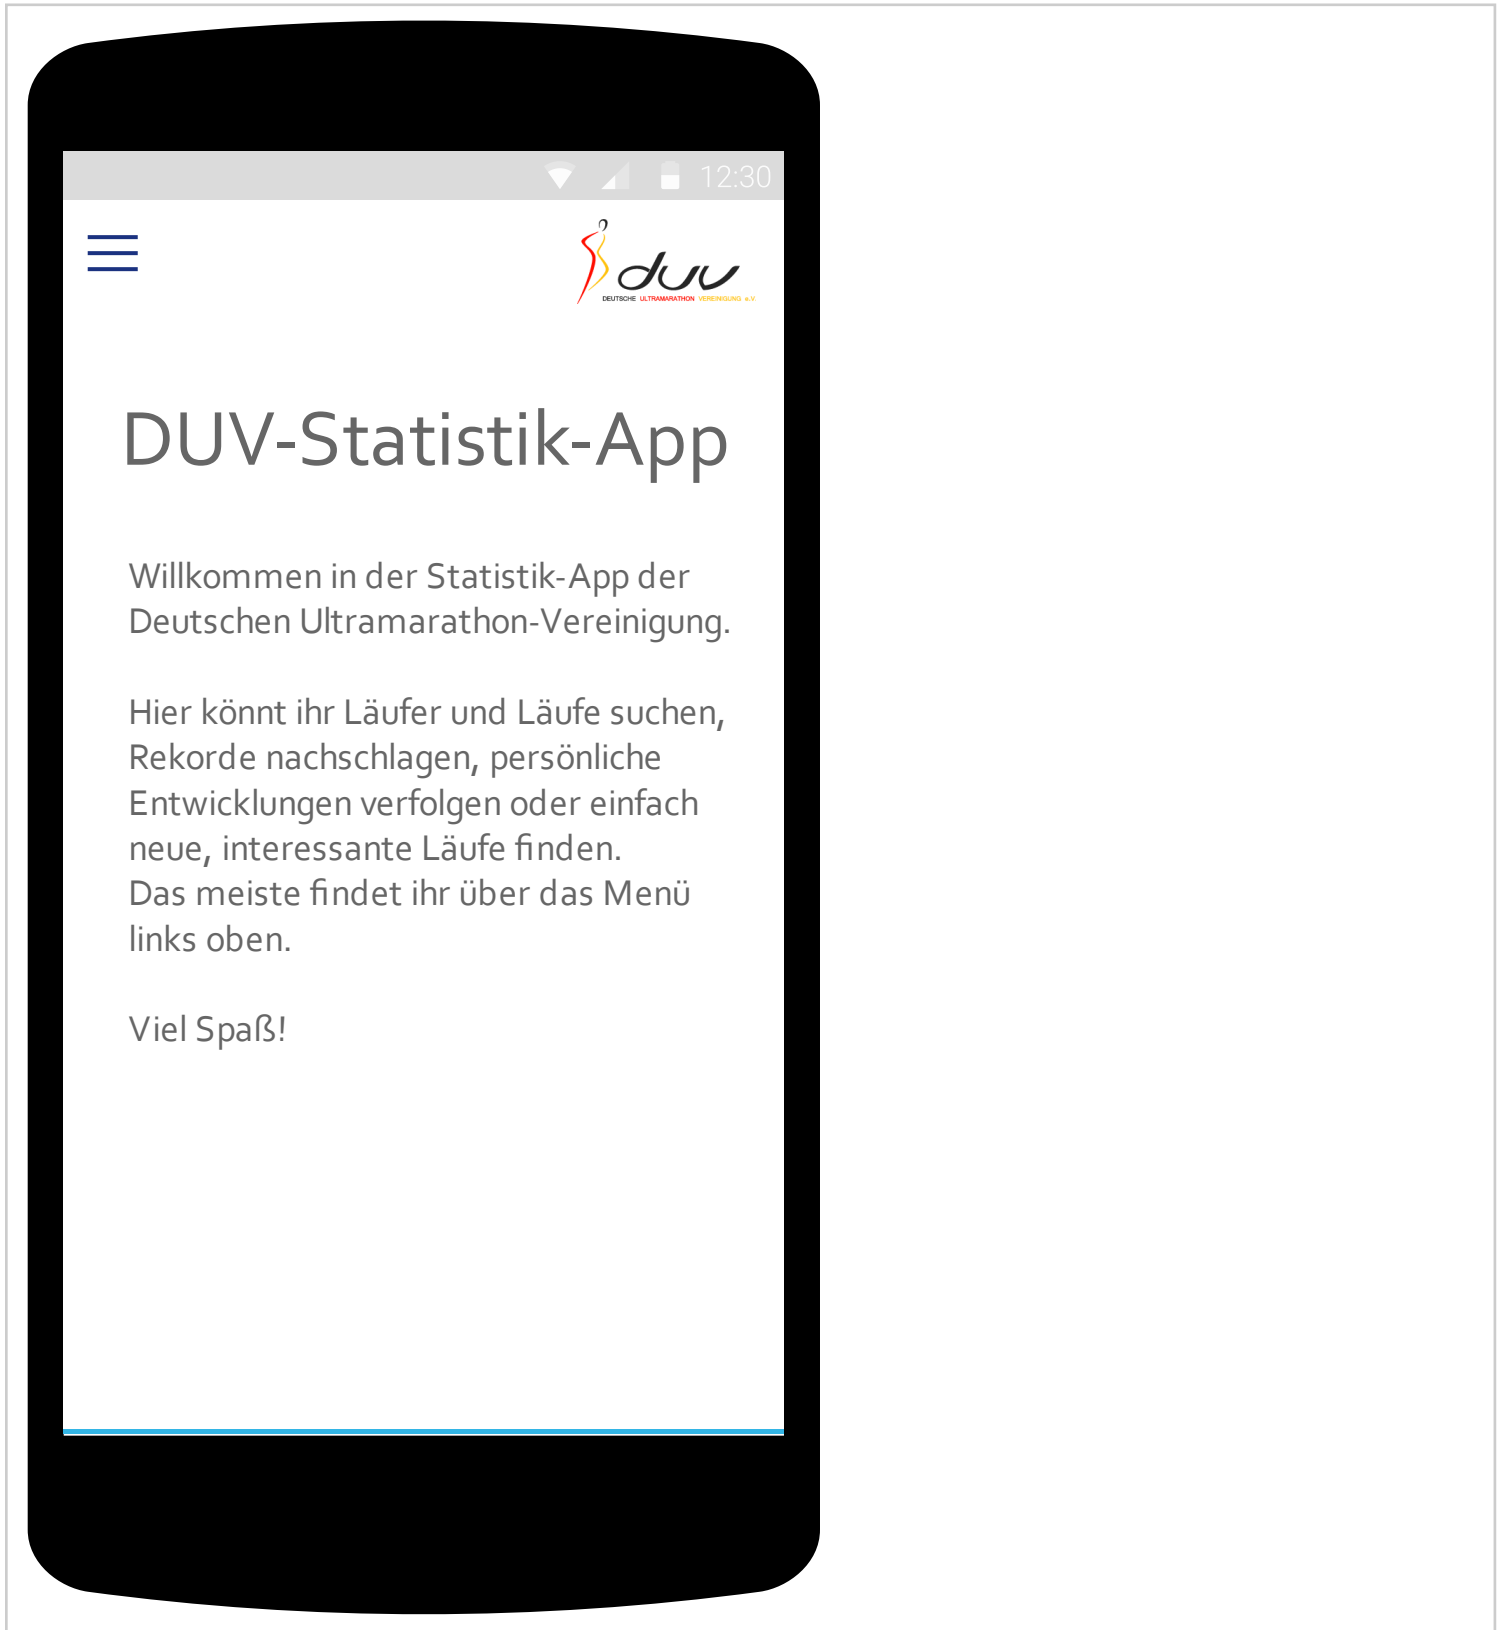 12:30
duv
DEUTSCHE ULTRAMARATHON VEREINIGUNG e.V.
DUV-Statistik-App
Willkommen in der Statistik-App der
Deutschen Ultramarathon-Vereinigung.
Hier könnt ihr Läufer und Läufe suchen,
Rekorde nachschlagen, persönliche
Entwicklungen verfolgen oder einfach
neue, interessante Läufe finden.
Das meiste findet ihr über das Menü
links oben.
Viel Spaß!